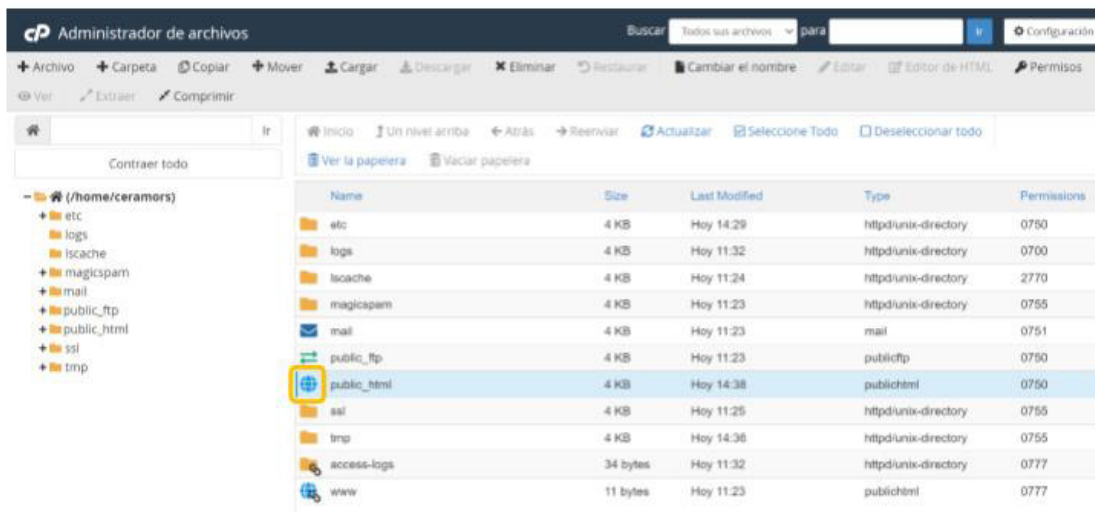 cP Administrador de archivos Buscar Todos sus archivos para Ir Configuración
Archivo Carpeta Copiar Mover Cargar Descargar Eliminar Restaurar Cambiar el nombre Editar Editor de HTML Permisos
Ver Extraer Comprimir
Ir Inicio Un nivel arriba Atrás Reenviar Actualizar Seleccione Todo Deseleccionar todo
Contraer todo Ver la papelera Vaciar papelera
(/home/ceramors)
etc
logs
lscache
magicspam
mail
public_ftp
public_html
ssl
tmp
Name Size Last Modified Type Permissions
etc 4 KB Hoy 14:29 httpd/unix-directory 0750
logs 4 KB Hoy 11:32 httpd/unix-directory 0700
lscache 4 KB Hoy 11:24 httpd/unix-directory 2770
magicspam 4 KB Hoy 11:23 httpd/unix-directory 0755
mail 4 KB Hoy 11:23 mail 0751
public_ftp 4 KB Hoy 11:23 publicftp 0750
public_html 4 KB Hoy 14:38 publichtml 0750
ssl 4 KB Hoy 11:25 httpd/unix-directory 0755
tmp 4 KB Hoy 14:36 httpd/unix-directory 0755
access-logs 34 bytes Hoy 11:32 httpd/unix-directory 0777
www 11 bytes Hoy 11:23 publichtml 0777